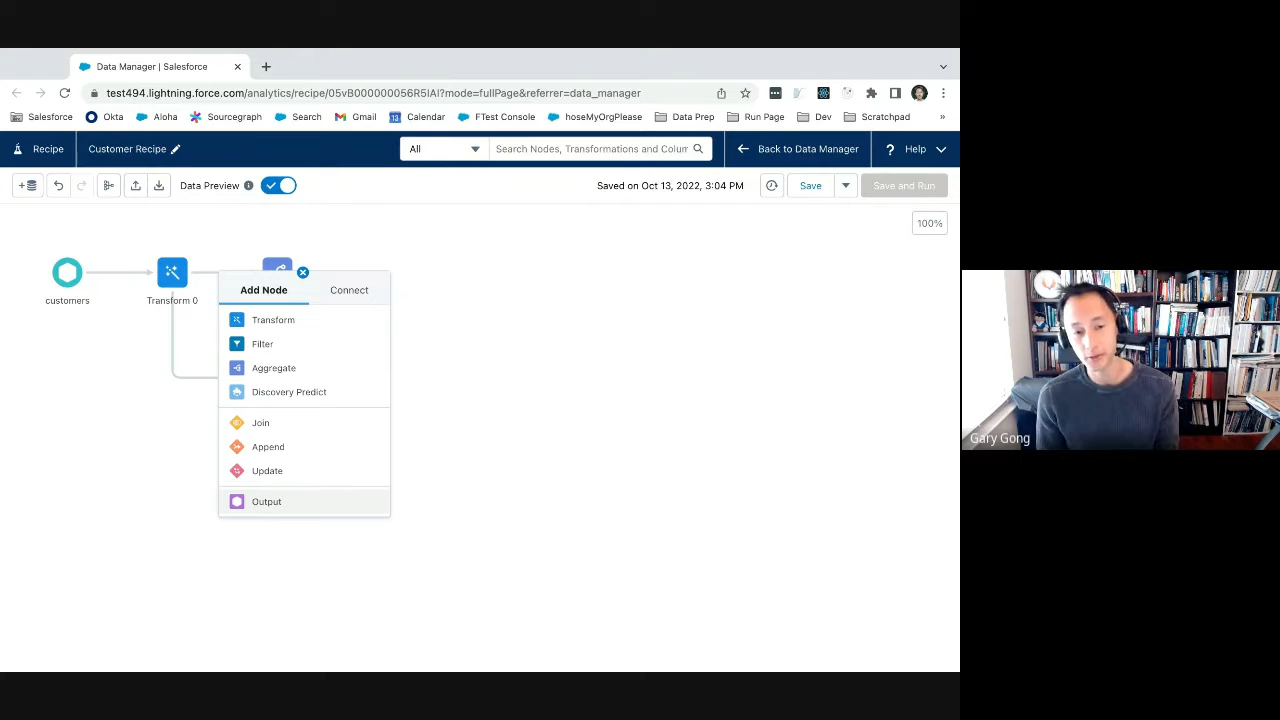 Data Manager | Salesforce
test494.lightning.force.com/analytics/recipe/05vB000000056R5IAI?mode=fullPage&referrer=data_manager
Salesforce Okta Aloha Sourcegraph Search Gmail 13 Calendar FTest Console hoseMyOrgPlease Data Prep Run Page Dev Scratchpad »
Recipe Customer Recipe All Search Nodes, Transformations and Colum Back to Data Manager ? Help
Data Preview Saved on Oct 13, 2022, 3:04 PM Save Save and Run
100%
customers Transform 0
Add Node Connect
Transform
Filter
Aggregate
Discovery Predict
Join
Append
Update
Output
Gary Gong